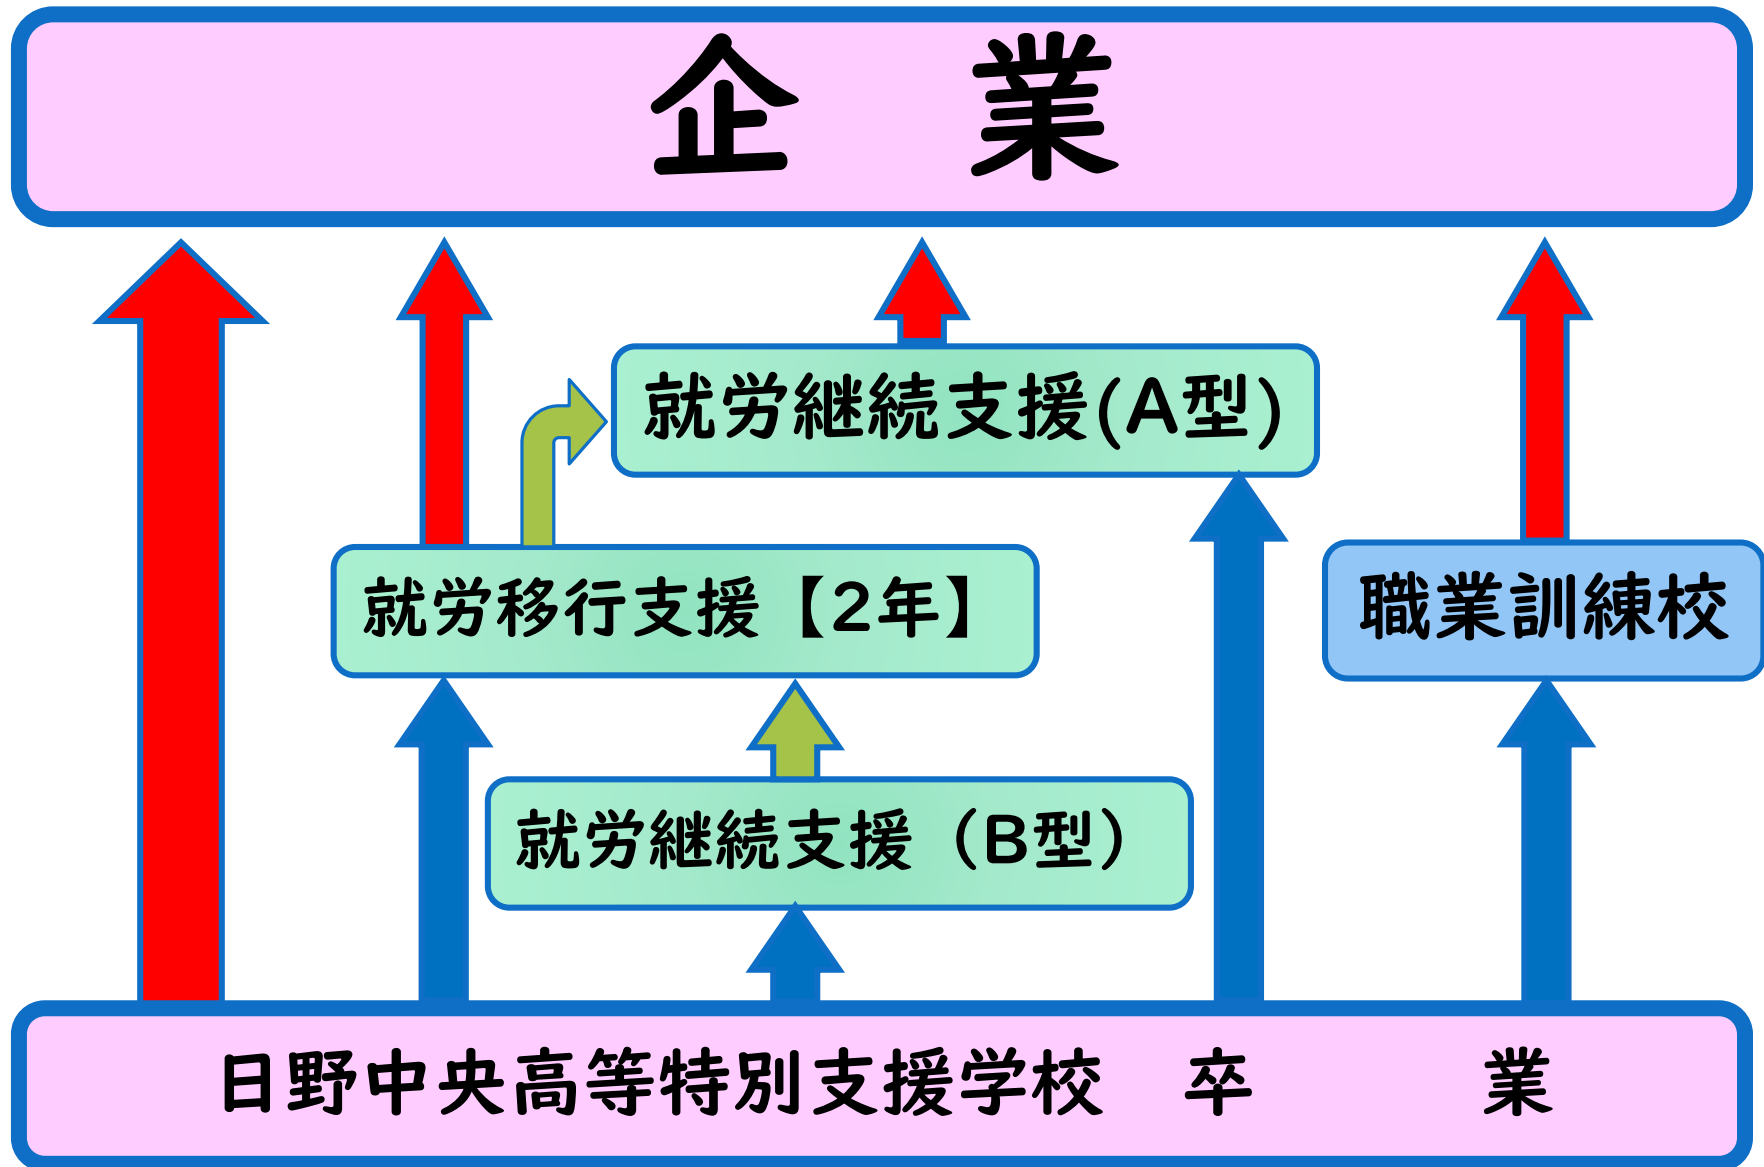 企　業
就労継続支援(A型)
就労移行支援【2年】
職業訓練校
就労継続支援（B型）
日野中央高等特別支援学校　卒　　　業